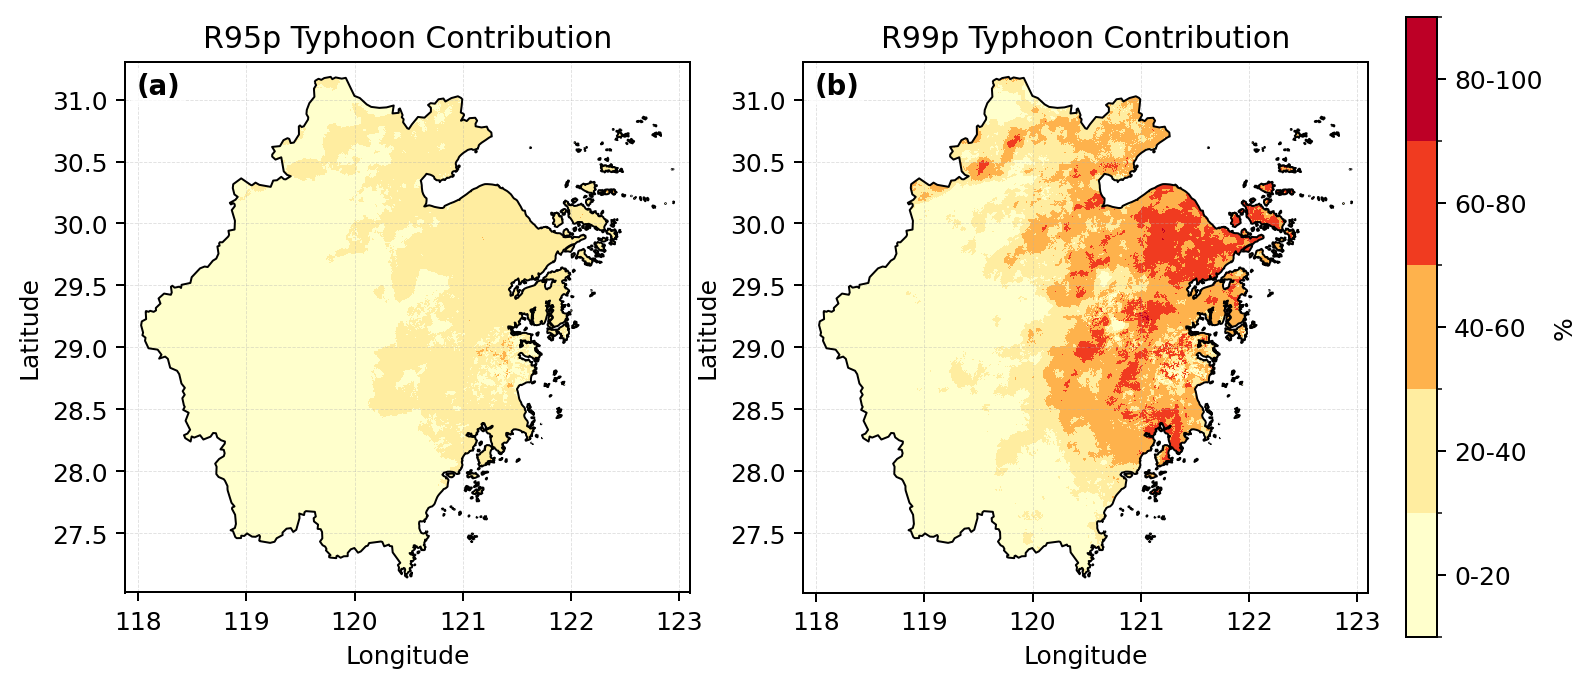 R95p Typhoon Contribution
(a)
Latitude
31.0
30.5
30.0
29.5
29.0
28.5
28.0
27.5
118 119 120 121 122 123
Longitude
R99p Typhoon Contribution
(b)
Latitude
31.0
30.5
30.0
29.5
29.0
28.5
28.0
27.5
118 119 120 121 122 123
Longitude
80-100
60-80
40-60
20-40
0-20
%